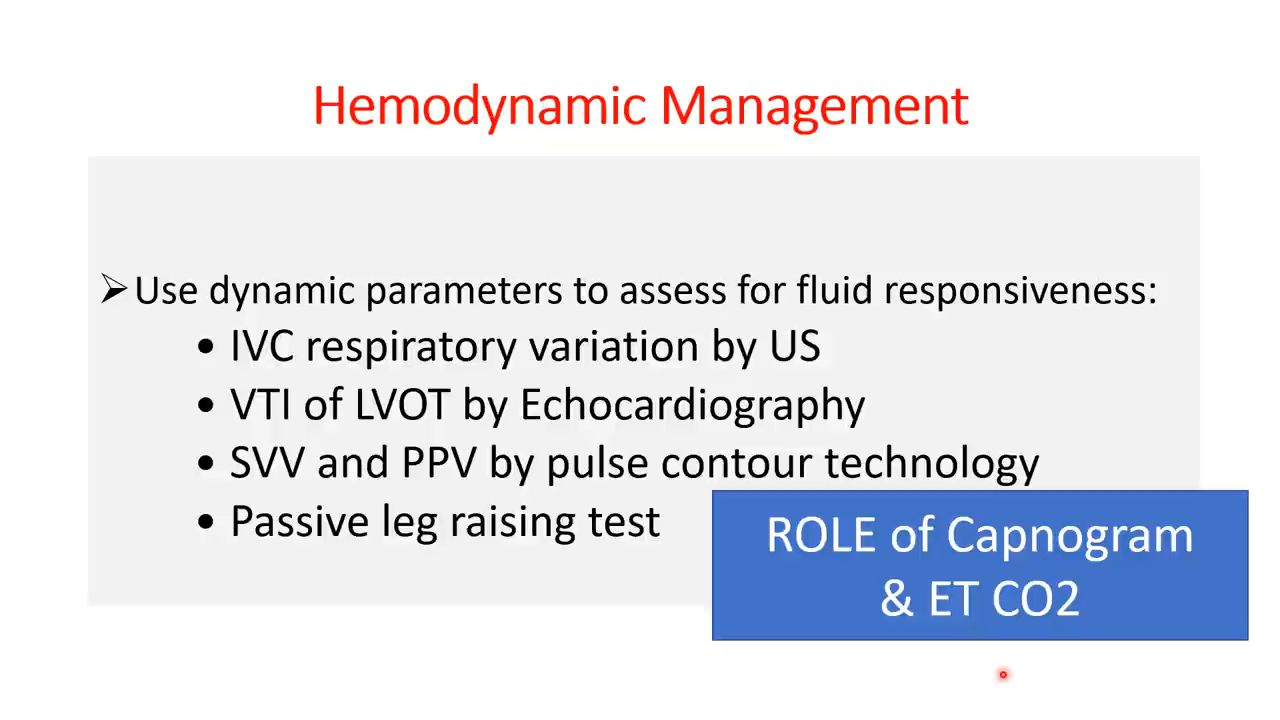 Hemodynamic Management
➢Use dynamic parameters to assess for fluid responsiveness:
• IVC respiratory variation by US
• VTI of LVOT by Echocardiography
• SVV and PPV by pulse contour technology
• Passive leg raising test
ROLE of Capnogram
& ET CO2